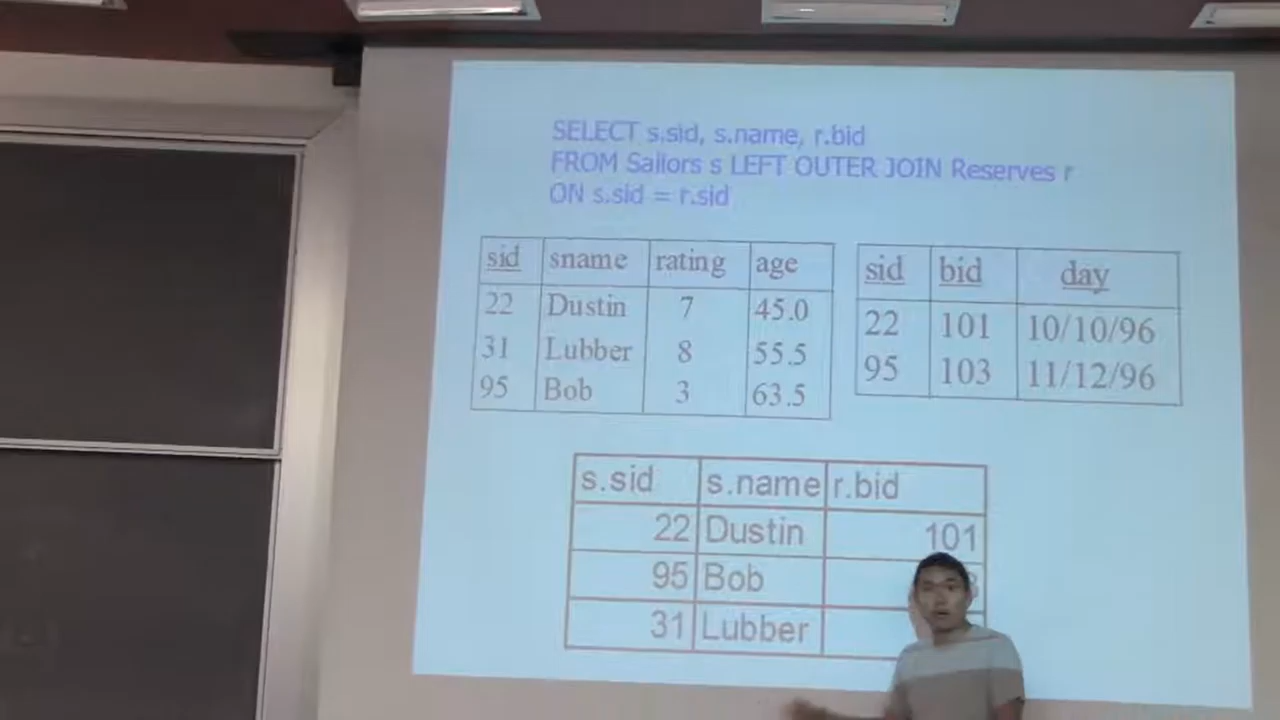 SELECT s.sid, s.name, r.bid
FROM Sailors s LEFT OUTER JOIN Reserves r
ON s.sid = r.sid
sid sname rating age
22 Dustin 7 45.0
31 Lubber 8 55.5
95 Bob 3 63.5
sid bid day
22 101 10/10/96
95 103 11/12/96
s.sid s.name r.bid
22 Dustin 101
95 Bob
31 Lubber